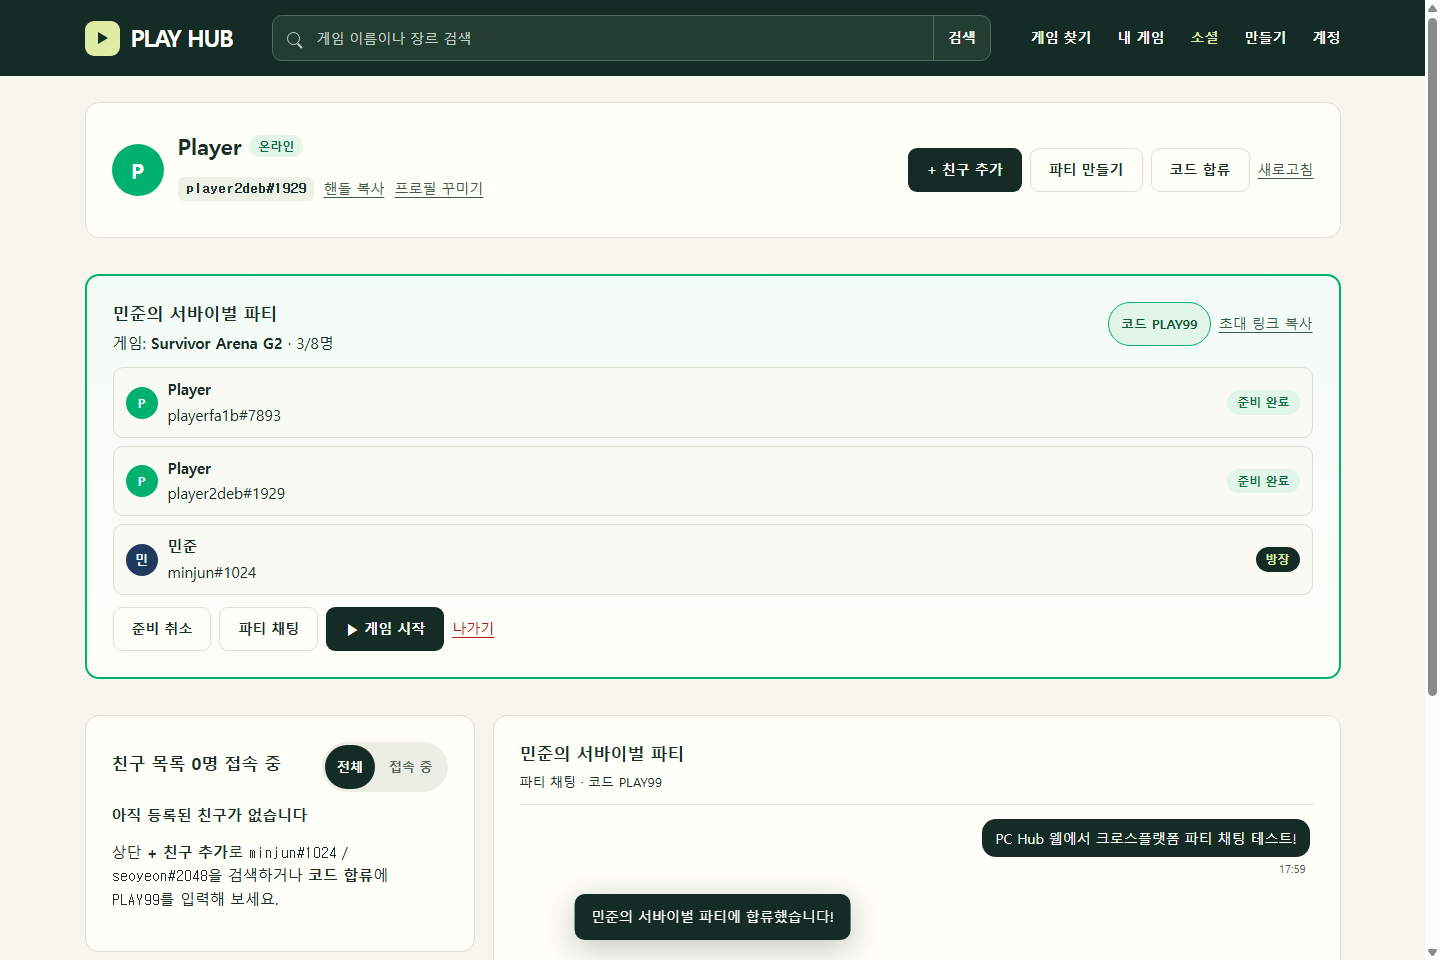 PLAY HUB
게임 이름이나 장르 검색
검색
게임 찾기
내 게임
소셜
만들기
계정
P
Player 온라인
player2deb#1929 핸들 복사 프로필 꾸미기
+ 친구 추가
파티 만들기
코드 합류
새로고침
민준의 서바이벌 파티
게임: Survivor Arena G2 · 3/8명
코드 PLAY99
초대 링크 복사
P
Player
playerfa1b#7893
준비 완료
P
Player
player2deb#1929
준비 완료
민
민준
minjun#1024
방장
준비 취소
파티 채팅
▶ 게임 시작
나가기
친구 목록 0명 접속 중
전체
접속 중
아직 등록된 친구가 없습니다
상단 + 친구 추가로 minjun#1024 /
seoyeon#2048을 검색하거나 코드 합류에
PLAY99를 입력해 보세요.
민준의 서바이벌 파티
파티 채팅 · 코드 PLAY99
PC Hub 웹에서 크로스플랫폼 파티 채팅 테스트!
17:59
민준의 서바이벌 파티에 합류했습니다!